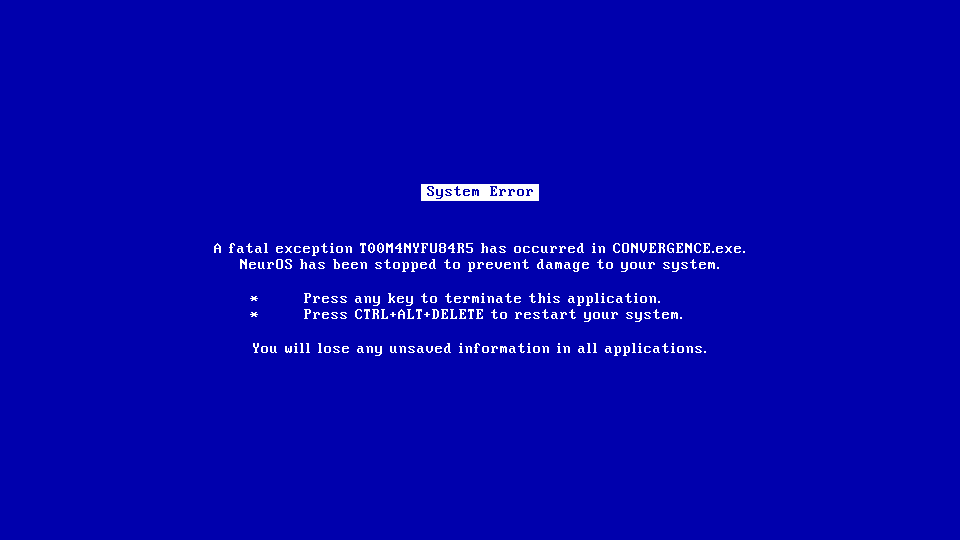 System Error
A fatal exception T00M4NYFU84R5 has occurred in CONVERGENCE.exe.
NeurOS has been stopped to prevent damage to your system.
* Press any key to terminate this application.
* Press CTRL+ALT+DELETE to restart your system.
You will lose any unsaved information in all applications.